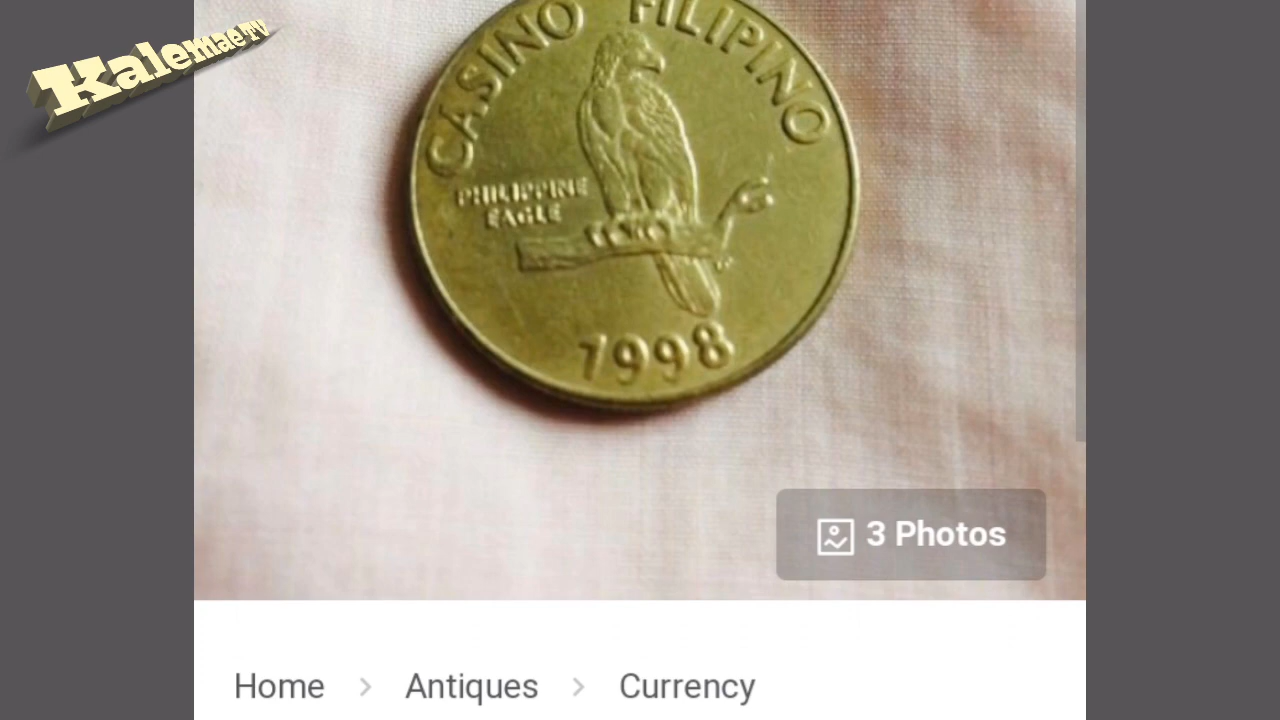 Kalemae TV
CASINO FILIPINO
PHILIPPINE
EAGLE
1998
3 Photos
Home > Antiques > Currency